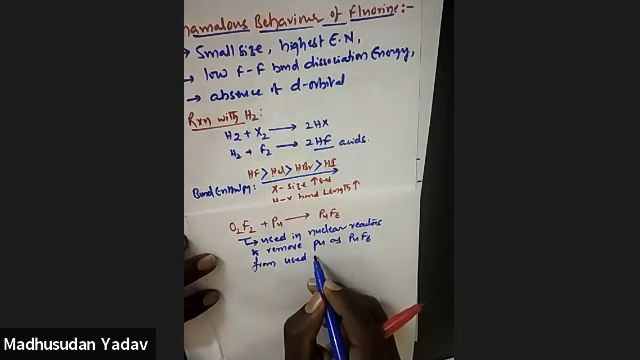 namalous Behaviour of Fluorine:-
→ Small size, highest E.N,
→ low F-F bond dissociation Energy,
→ absence of d-orbital
Rxn with H2:
H2 + X2 → 2HX
H2 + F2 → 2HF acids.
HF > HCl > HBr > HI
Bond Enthalpy:
X-size ↑ses
H-X bond Length ↑
O2F2 + Pu → PuF6
↳ used in nuclear reactors
to remove Pu as PuF6
from used
Madhusudan Yadav